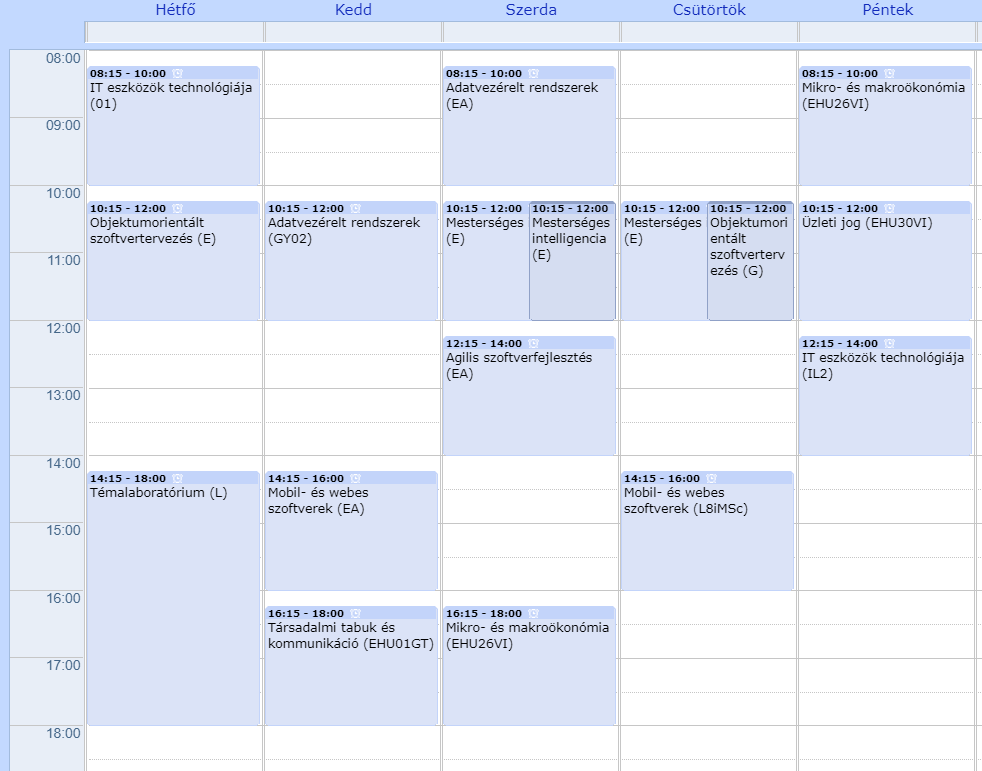 Hétfő
Kedd
Szerda
Csütörtök
Péntek
08:00
09:00
10:00
11:00
12:00
13:00
14:00
15:00
16:00
17:00
18:00
08:15 - 10:00
IT eszközök technológiája
(01)
10:15 - 12:00
Objektumorientált
szoftvertervezés (E)
14:15 - 18:00
Témalaboratórium (L)
10:15 - 12:00
Adatvezérelt rendszerek
(GY02)
14:15 - 16:00
Mobil- és webes
szoftverek (EA)
16:15 - 18:00
Társadalmi tabuk és
kommunikáció (EHU01GT)
08:15 - 10:00
Adatvezérelt rendszerek
(EA)
10:15 - 12:00
Mesterséges
(E)
10:15 - 12:00
Mesterséges
intelligencia
(E)
12:15 - 14:00
Agilis szoftverfejlesztés
(EA)
16:15 - 18:00
Mikro- és makroökonómia
(EHU26VI)
10:15 - 12:00
Mesterséges
(E)
10:15 - 12:00
Objektumori
entált
szoftverterv
ezés (G)
14:15 - 16:00
Mobil- és webes
szoftverek (L8iMSc)
08:15 - 10:00
Mikro- és makroökonómia
(EHU26VI)
10:15 - 12:00
Üzleti jog (EHU30VI)
12:15 - 14:00
IT eszközök technológiája
(IL2)